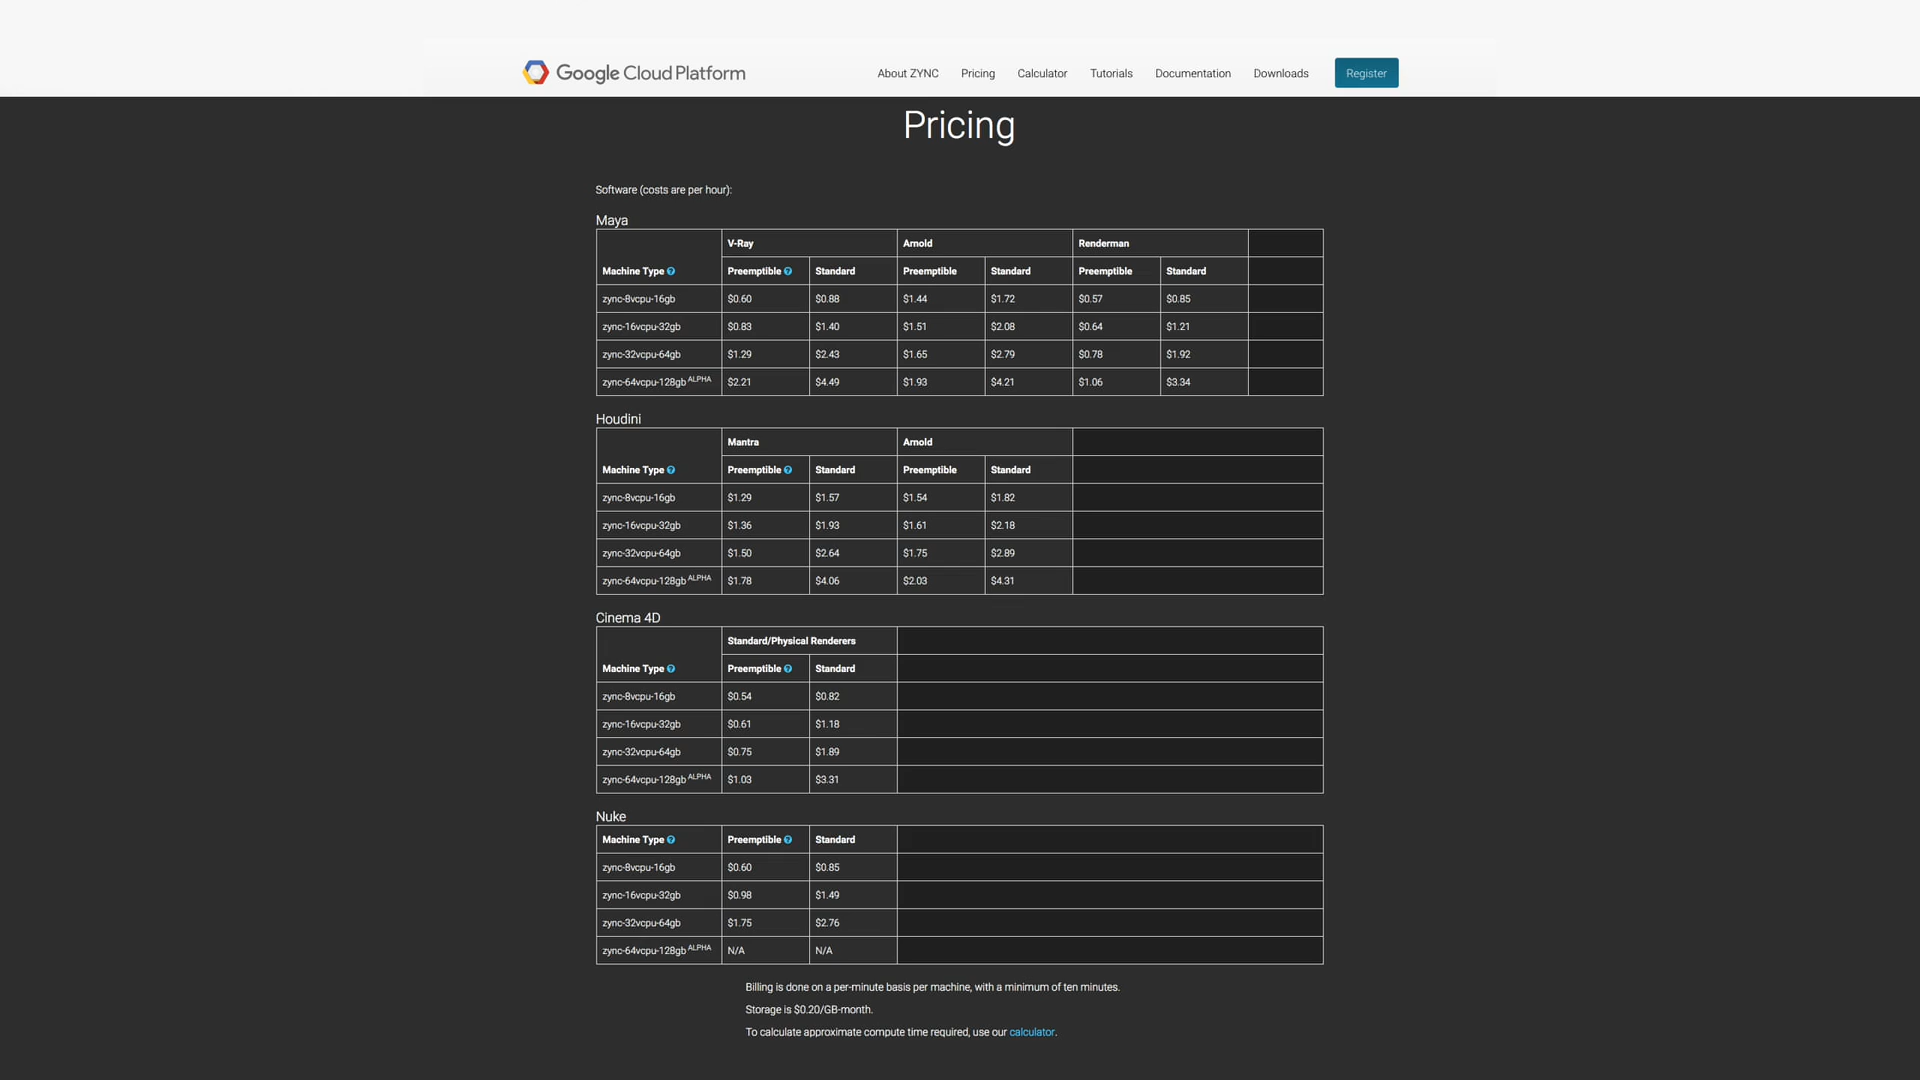 Google Cloud Platform About ZYNC Pricing Calculator Tutorials Documentation Downloads Register
Pricing
Software (costs are per hour):
Maya
V-Ray Arnold Renderman
Machine Type Preemptible Standard Preemptible Standard Preemptible Standard
zync-8vcpu-16gb $0.60 $0.88 $1.44 $1.72 $0.57 $0.85
zync-16vcpu-32gb $0.83 $1.40 $1.51 $2.08 $0.64 $1.21
zync-32vcpu-64gb $1.29 $2.43 $1.65 $2.79 $0.78 $1.92
zync-64vcpu-128gb ALPHA $2.21 $4.49 $1.93 $4.21 $1.06 $3.34
Houdini
Mantra Arnold
Machine Type Preemptible Standard Preemptible Standard
zync-8vcpu-16gb $1.29 $1.57 $1.54 $1.82
zync-16vcpu-32gb $1.36 $1.93 $1.61 $2.18
zync-32vcpu-64gb $1.50 $2.64 $1.75 $2.89
zync-64vcpu-128gb ALPHA $1.78 $4.06 $2.03 $4.31
Cinema 4D
Standard/Physical Renderers
Machine Type Preemptible Standard
zync-8vcpu-16gb $0.54 $0.82
zync-16vcpu-32gb $0.61 $1.18
zync-32vcpu-64gb $0.75 $1.89
zync-64vcpu-128gb ALPHA $1.03 $3.31
Nuke
Machine Type Preemptible Standard
zync-8vcpu-16gb $0.60 $0.85
zync-16vcpu-32gb $0.98 $1.49
zync-32vcpu-64gb $1.75 $2.76
zync-64vcpu-128gb ALPHA N/A N/A
Billing is done on a per-minute basis per machine, with a minimum of ten minutes.
Storage is $0.20/GB-month.
To calculate approximate compute time required, use our calculator.